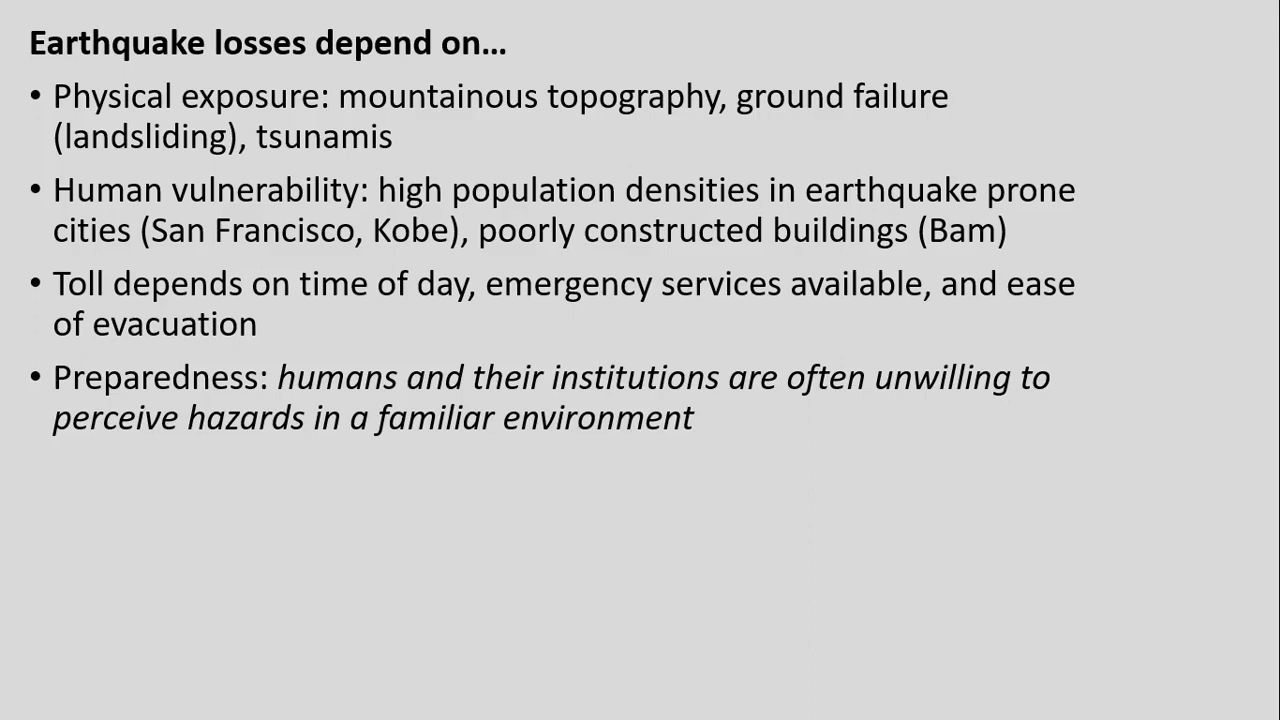 Earthquake losses depend on…
• Physical exposure: mountainous topography, ground failure
(landsliding), tsunamis
• Human vulnerability: high population densities in earthquake prone
cities (San Francisco, Kobe), poorly constructed buildings (Bam)
• Toll depends on time of day, emergency services available, and ease
of evacuation
• Preparedness: humans and their institutions are often unwilling to
perceive hazards in a familiar environment